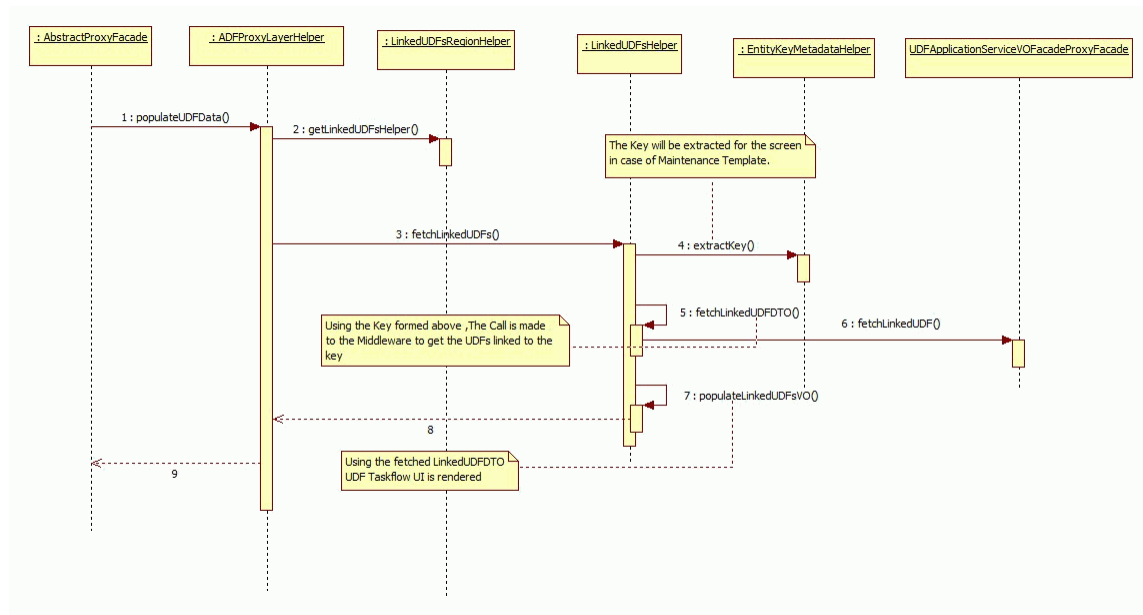 : AbstractProxyFacade
: ADFProxyLayerHelper
: LinkedUDFsRegionHelper
: LinkedUDFsHelper
: EntityKeyMetadataHelper
UDFApplicationServiceVOFacadeProxyFacade
1 : populateUDFData()
2 : getLinkedUDFsHelper()
The Key will be extracted for the screen
in case of Maintenance Template.
3 : fetchLinkedUDFs()
4 : extractKey()
5 : fetchLinkedUDFDTO()
6 : fetchLinkedUDF()
Using the Key formed above ,The Call is made
to the Middleware to get the UDFs linked to the
key
7 : populateLinkedUDFsVO()
8
9
Using the fetched LinkedUDFDTO
UDF Taskflow UI is rendered